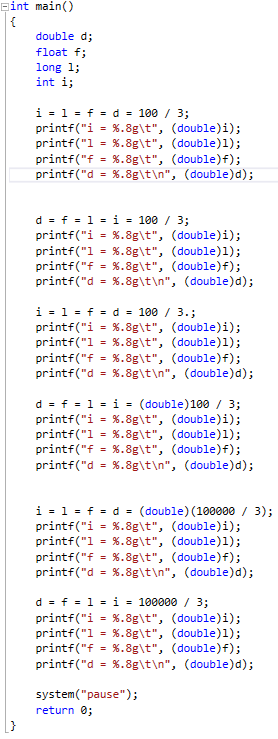 int main()
{
double d;
float f;
long l;
int i;
i = l = f = d = 100 / 3;
printf("i = %.8g\t", (double)i);
printf("l = %.8g\t", (double)l);
printf("f = %.8g\t", (double)f);
printf("d = %.8g\t\n", (double)d);
d = f = l = i = 100 / 3;
printf("i = %.8g\t", (double)i);
printf("l = %.8g\t", (double)l);
printf("f = %.8g\t", (double)f);
printf("d = %.8g\t\n", (double)d);
i = l = f = d = 100 / 3.;
printf("i = %.8g\t", (double)i);
printf("l = %.8g\t", (double)l);
printf("f = %.8g\t", (double)f);
printf("d = %.8g\t\n", (double)d);
d = f = l = i = (double)100 / 3;
printf("i = %.8g\t", (double)i);
printf("l = %.8g\t", (double)l);
printf("f = %.8g\t", (double)f);
printf("d = %.8g\t\n", (double)d);
i = l = f = d = (double)(100000 / 3);
printf("i = %.8g\t", (double)i);
printf("l = %.8g\t", (double)l);
printf("f = %.8g\t", (double)f);
printf("d = %.8g\t\n", (double)d);
d = f = l = i = 100000 / 3;
printf("i = %.8g\t", (double)i);
printf("l = %.8g\t", (double)l);
printf("f = %.8g\t", (double)f);
printf("d = %.8g\t\n", (double)d);
system("pause");
return 0;
}